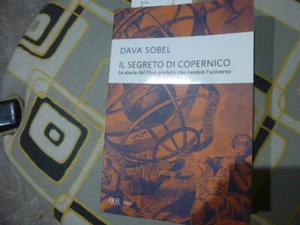 DAVA SOBEL
IL SEGRETO DI COPERNICO
La storia del libro proibito che cambiò l'universo
BUR